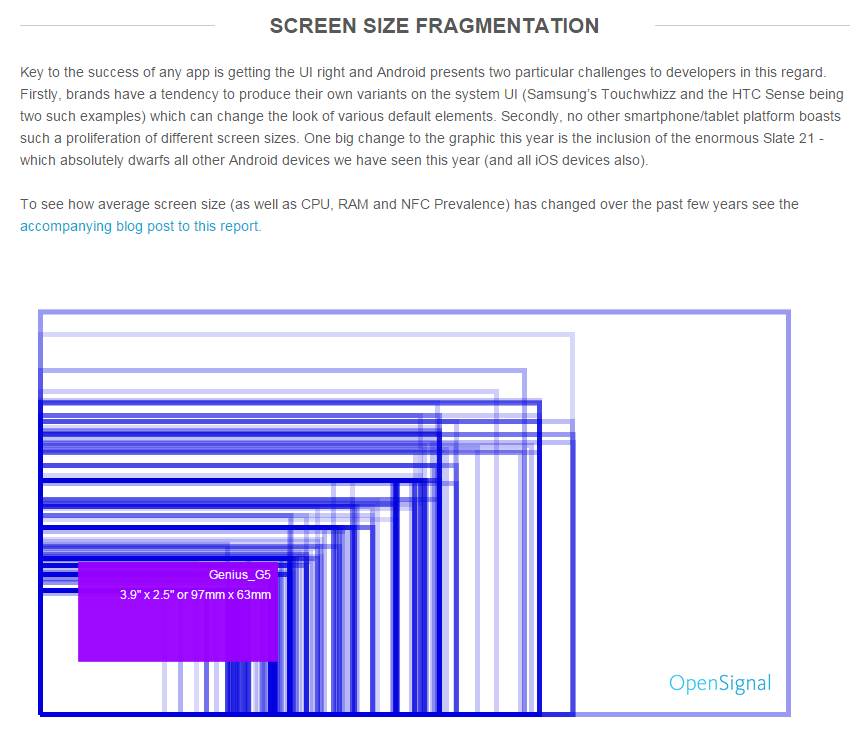 SCREEN SIZE FRAGMENTATION
Key to the success of any app is getting the UI right and Android presents two particular challenges to developers in this regard.
Firstly, brands have a tendency to produce their own variants on the system UI (Samsung's Touchwhizz and the HTC Sense being
two such examples) which can change the look of various default elements. Secondly, no other smartphone/tablet platform boasts
such a proliferation of different screen sizes. One big change to the graphic this year is the inclusion of the enormous Slate 21 -
which absolutely dwarfs all other Android devices we have seen this year (and all iOS devices also).
To see how average screen size (as well as CPU, RAM and NFC Prevalence) has changed over the past few years see the
accompanying blog post to this report.
Genius_G5
3.9" x 2.5" or 97mm x 63mm
OpenSignal